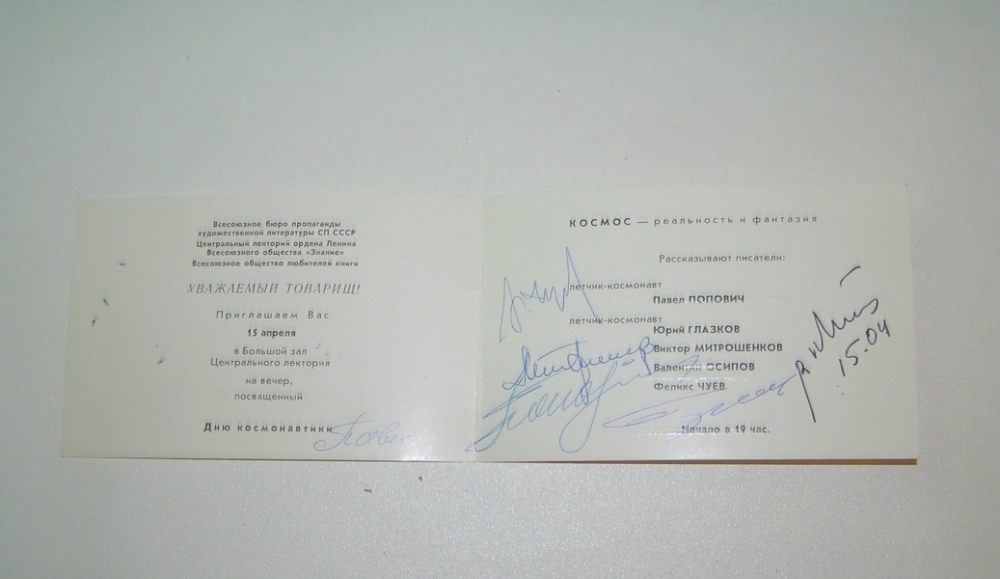 Всесоюзное бюро пропаганды
художественной литературы СП СССР
Центральный лекторий ордена Ленина
Всесоюзного общества «Знание»
Всесоюзное общество любителей книги
УВАЖАЕМЫЙ ТОВАРИЩ!
Приглашаем Вас
15 апреля
в Большой зал
Центрального лектория
на вечер,
посвященный
Дню космонавтики
КОСМОС — реальность и фантазия
Рассказывают писатели:
летчик-космонавт
Павел ПОПОВИЧ
летчик-космонавт
Юрий ГЛАЗКОВ
Виктор МИТРОШЕНКОВ
Валентин ОСИПОВ
Феликс ЧУЕВ
Начало в 19 час.
15.04